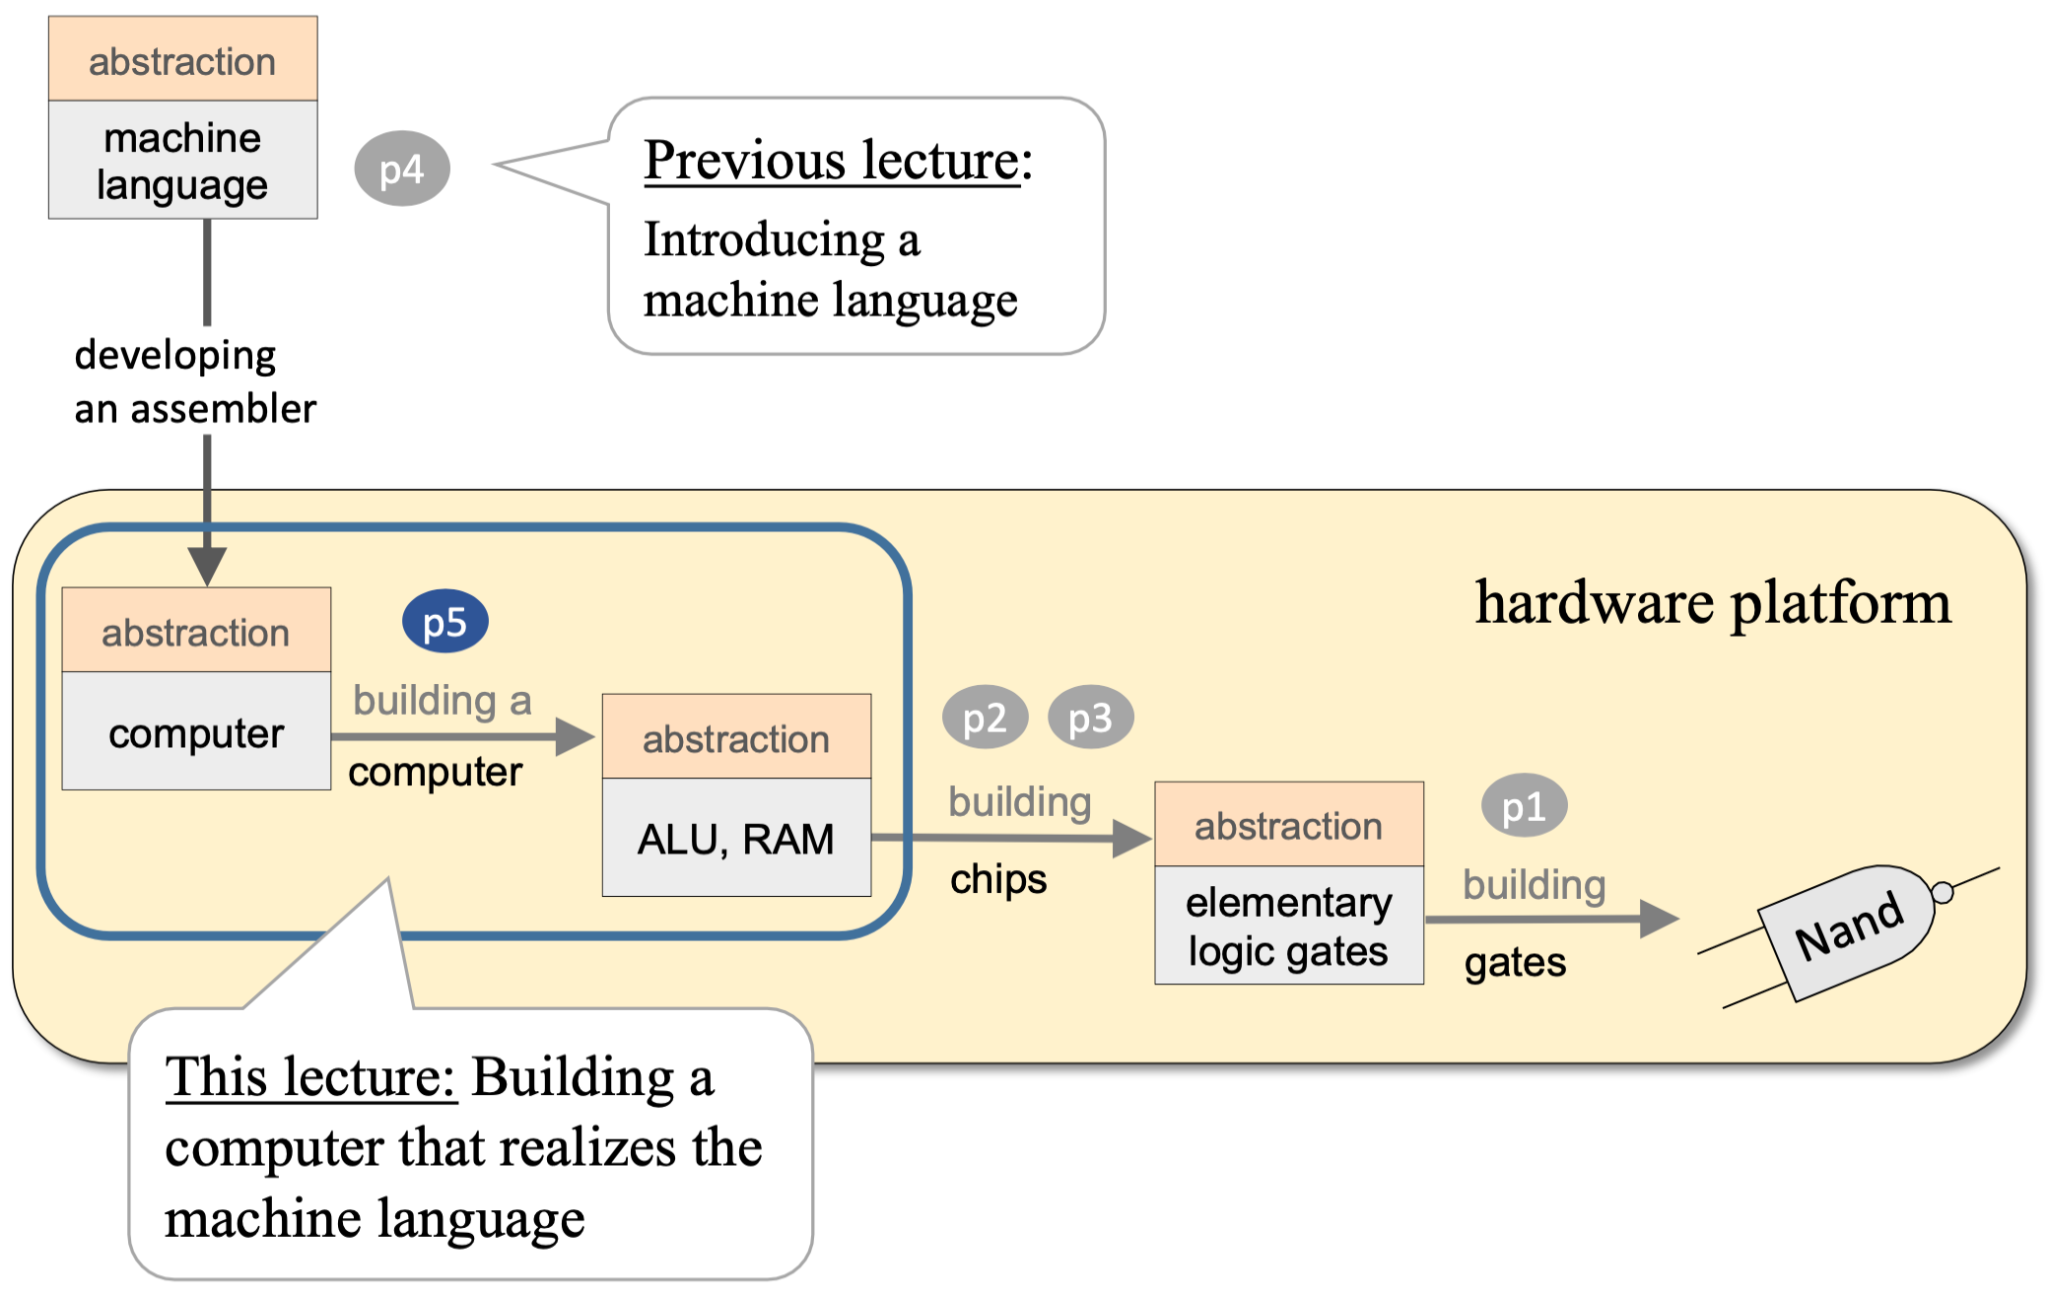 abstraction
machine
language
p4
Previous lecture:
Introducing a
machine language
developing
an assembler
hardware platform
abstraction
computer
p5
building a
computer
abstraction
ALU, RAM
p2
p3
building
chips
abstraction
elementary
logic gates
p1
building
gates
Nand
This lecture: Building a
computer that realizes the
machine language